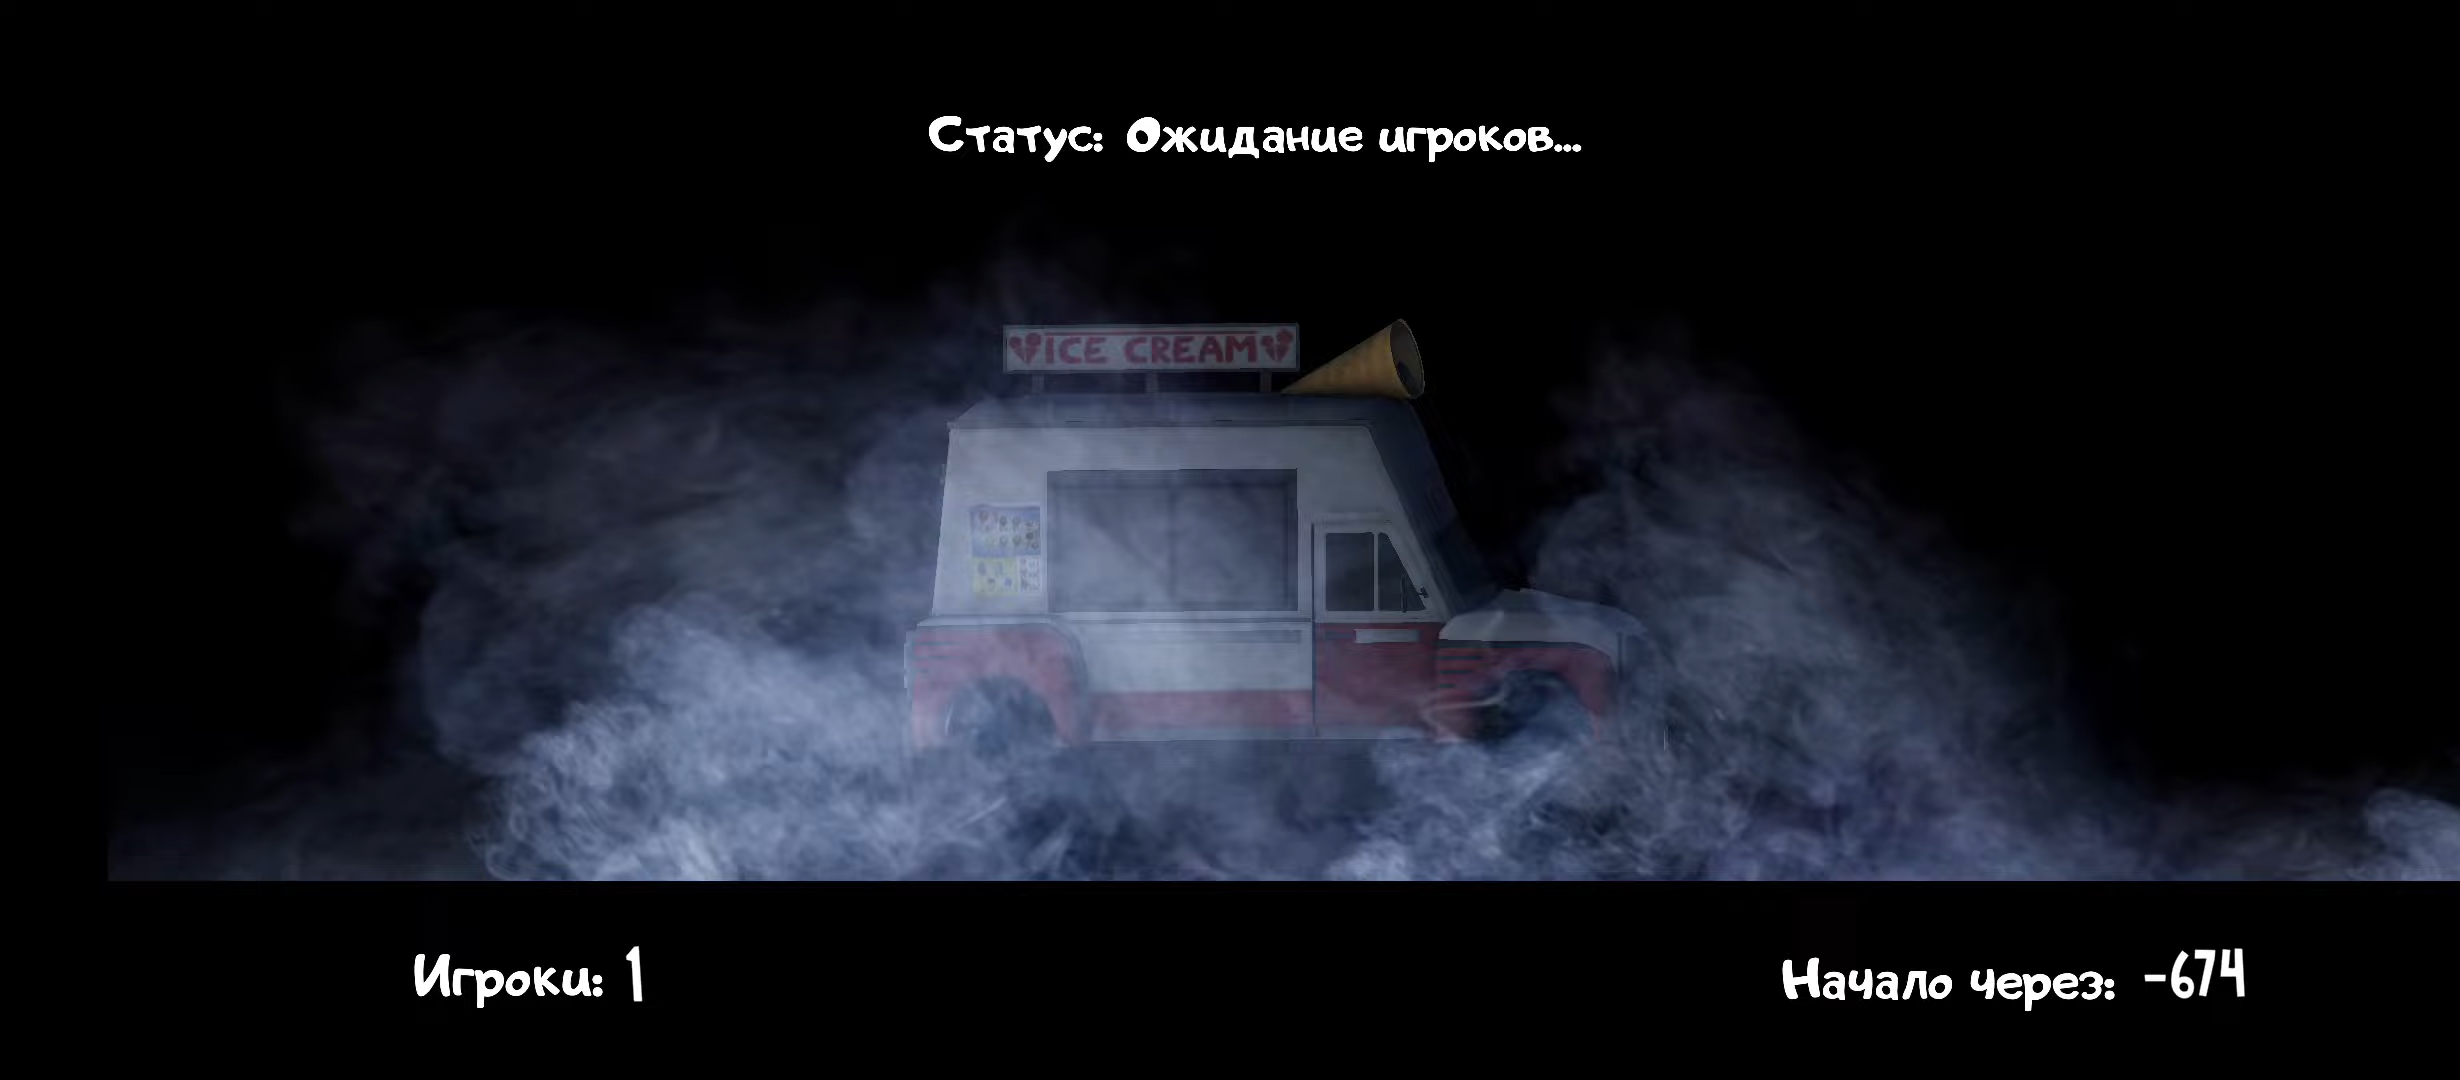 Статус: Ожидание игроков...
ICE CREAM
Игроки: 1
Начало через: -674